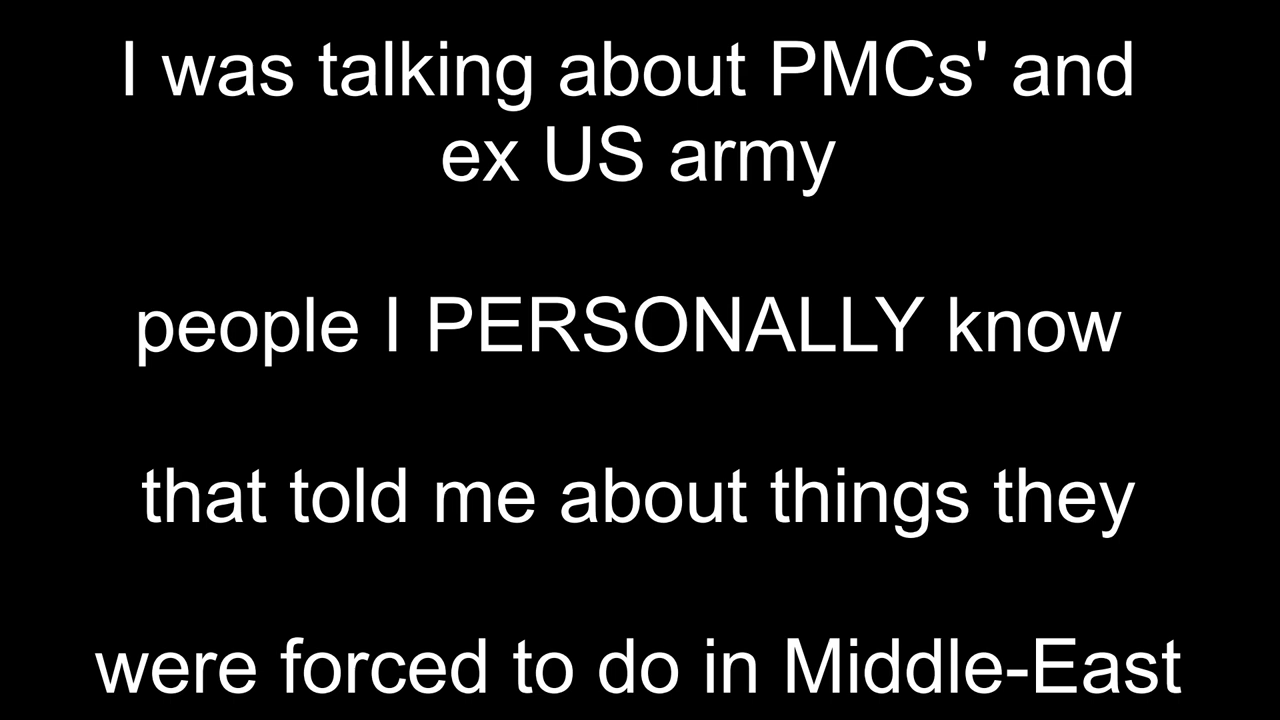 I was talking about PMCs' and
ex US army
people I PERSONALLY know
that told me about things they
were forced to do in Middle-East